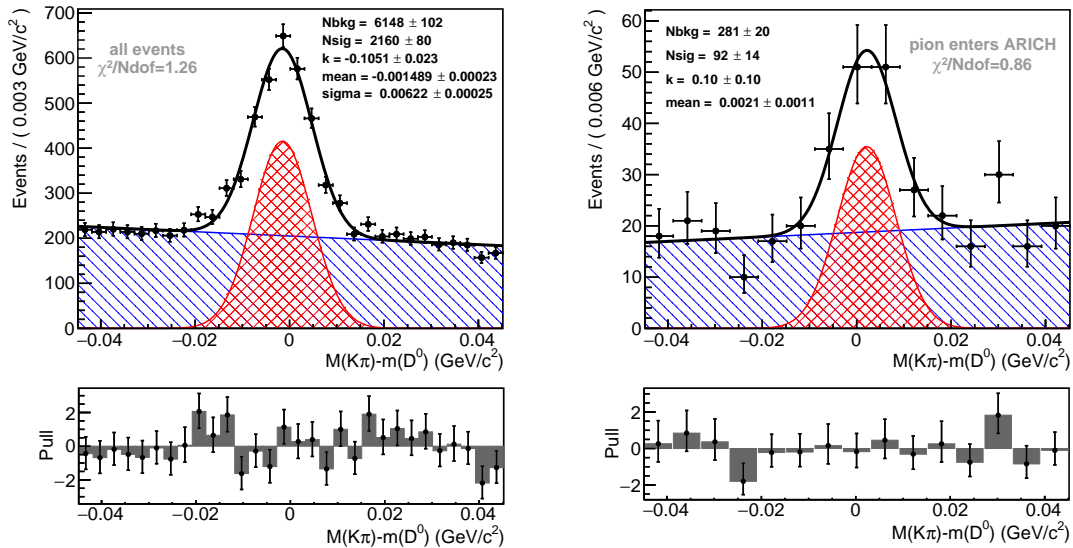 Nbkg = 6148 ± 102
Nsig = 2160 ± 80
k = -0.1051 ± 0.023
mean = -0.001489 ± 0.00023
sigma = 0.00622 ± 0.00025
all events
χ²/Ndof=1.26
Events / ( 0.003 GeV/c² )
700
600
500
400
300
200
100
0
−0.04 −0.02 0 0.02 0.04
M(Kπ)-m(D⁰) (GeV/c²)
Pull
2
0
−2
−0.04 −0.02 0 0.02 0.04
M(Kπ)-m(D⁰) (GeV/c²)
Nbkg = 281 ± 20
Nsig = 92 ± 14
k = 0.10 ± 0.10
mean = 0.0021 ± 0.0011
pion enters ARICH
χ²/Ndof=0.86
Events / ( 0.006 GeV/c² )
60
50
40
30
20
10
0
−0.04 −0.02 0 0.02 0.04
M(Kπ)-m(D⁰) (GeV/c²)
Pull
2
0
−2
−0.04 −0.02 0 0.02 0.04
M(Kπ)-m(D⁰) (GeV/c²)